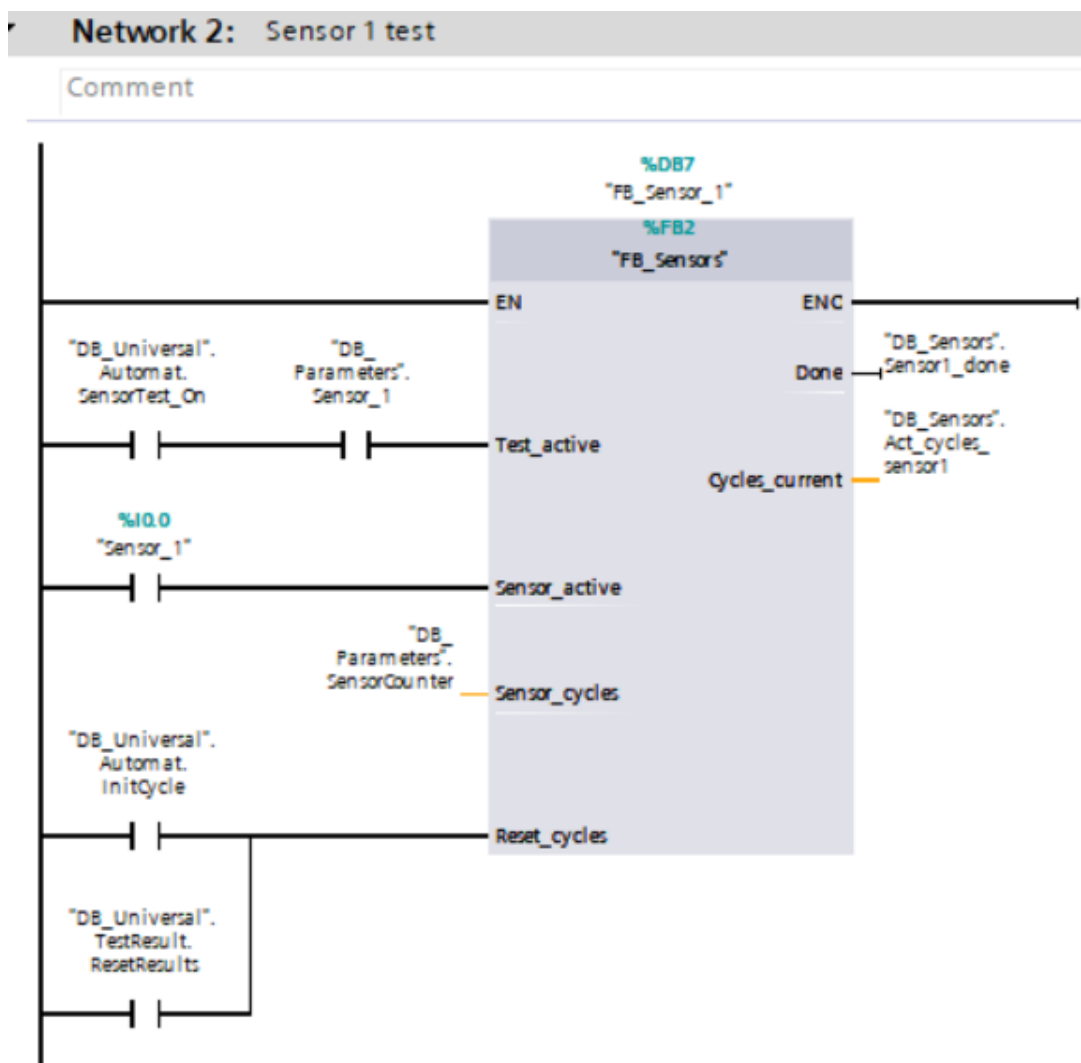 Network 2: Sensor 1 test
Comment
%DB7
"FB_Sensor_1"
%FB2
"FB_Sensors"
EN
ENO
"DB_Universal".
Automat.
SensorTest_On
"DB_
Parameters".
Sensor_1
Test_active
Done
"DB_Sensors".
Sensor1_done
Cycles_current
"DB_Sensors".
Act_cycles_
sensor1
%I0.0
"Sensor_1"
Sensor_active
"DB_
Parameters".
SensorCounter
Sensor_cycles
"DB_Universal".
Automat.
InitCycle
Reset_cycles
"DB_Universal".
TestResult.
ResetResults